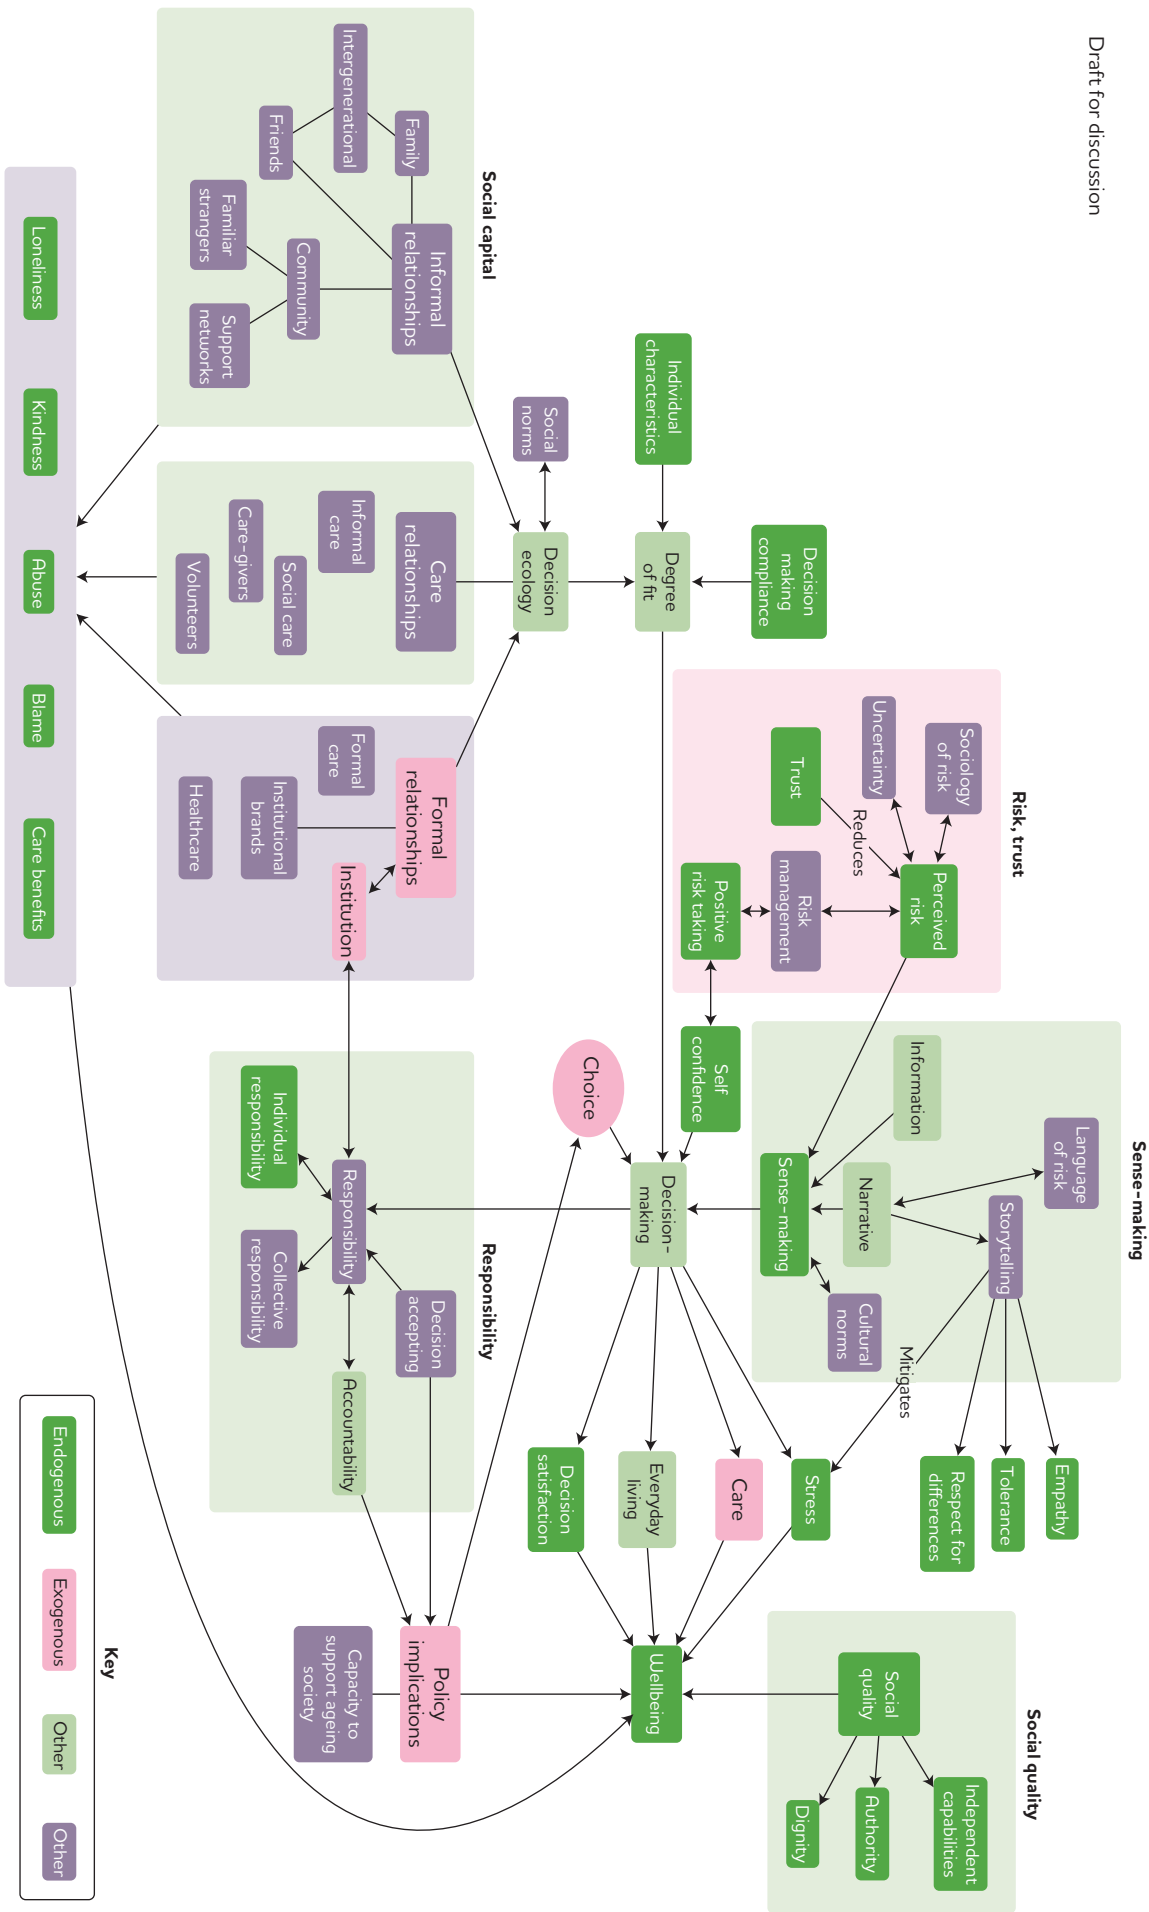 Draft for discussion
Social capital
Intergenerational
Family
Friends
Informal
relationships
Familiar
strangers
Community
Support
networks
Individual
characteristics
Social
norms
Decision
making
compliance
Degree
of fit
Decision
ecology
Care
relationships
Informal
care
Social care
Care-givers
Volunteers
Risk, trust
Sociology
of risk
Uncertainty
Trust
Reduces
Perceived
risk
Risk
management
Positive
risk taking
Formal
relationships
Formal
care
Institutional
brands
Healthcare
Institution
Loneliness
Kindness
Abuse
Blame
Care benefits
Sense-making
Language
of risk
Information
Storytelling
Narrative
Sense-making
Cultural
norms
Mitigates
Self
confidence
Choice
Decision-
making
Responsibility
Individual
responsibility
Responsibility
Collective
responsibility
Decision
accepting
Accountability
Empathy
Tolerance
Respect for
differences
Stress
Care
Everyday
living
Decision
satisfaction
Social quality
Social
quality
Independent
capabilities
Authority
Dignity
Wellbeing
Policy
implications
Capacity to
support ageing
society
Key
Endogenous
Exogenous
Other
Other